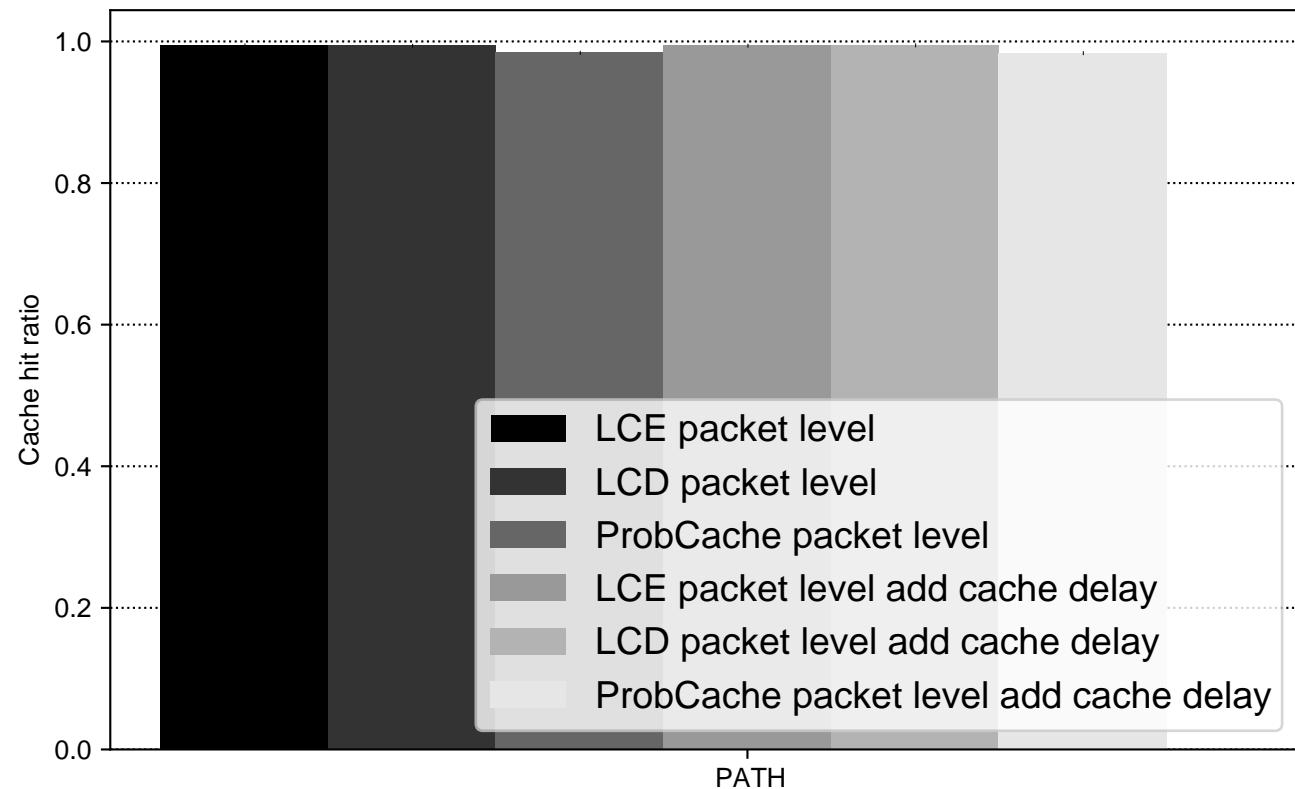 1.0
0.8
0.6
0.4
0.2
0.0
Cache hit ratio
LCE packet level
LCD packet level
ProbCache packet level
LCE packet level add cache delay
LCD packet level add cache delay
ProbCache packet level add cache delay
PATH